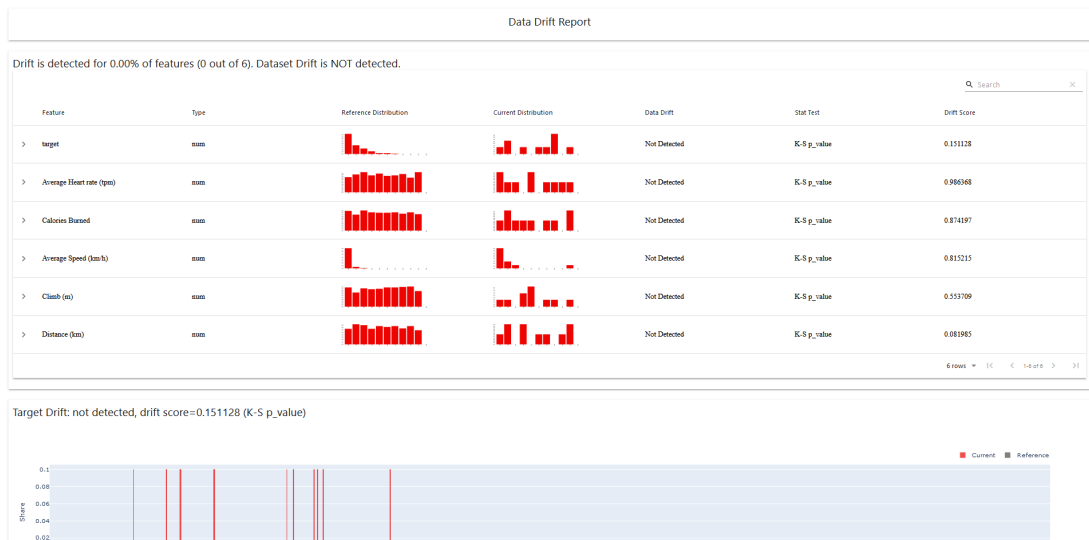 Data Drift Report
Drift is detected for 0.00% of features (0 out of 6). Dataset Drift is NOT detected.
Search
Feature Type Reference Distribution Current Distribution Data Drift Stat Test Drift Score
target num Not Detected K-S p_value 0.151128
Average Heart rate (tpm) num Not Detected K-S p_value 0.986368
Calories Burned num Not Detected K-S p_value 0.874197
Average Speed (km/h) num Not Detected K-S p_value 0.815215
Climb (m) num Not Detected K-S p_value 0.553709
Distance (km) num Not Detected K-S p_value 0.081985
6 rows 1-6 of 6
Target Drift: not detected, drift score=0.151128 (K-S p_value)
Current Reference
0.1
0.08
0.06
0.04
0.02
Share